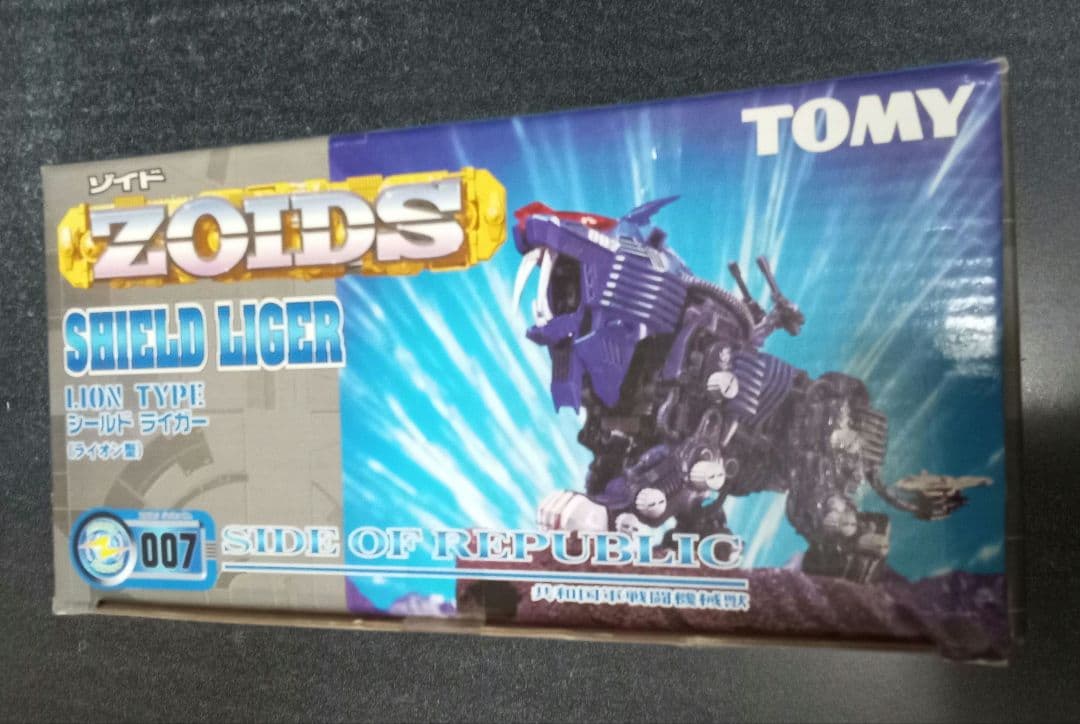 TOMY
ゾイド
ZOIDS
SHIELD LIGER
LION TYPE
シールド ライガー
(ライオン型)
007
SIDE OF REPUBLIC
共和国軍戦闘機械獣